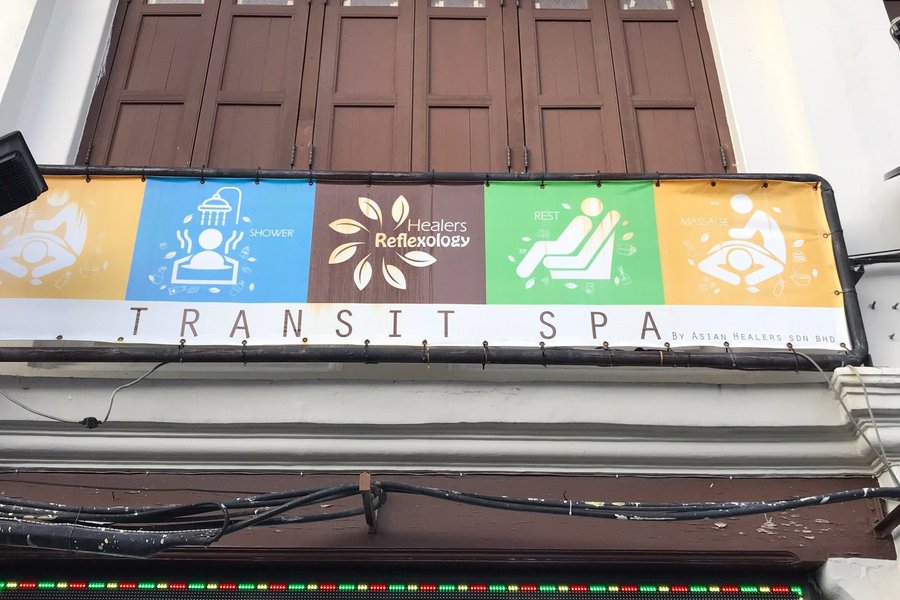 SHOWER
Healers
Reflexology
REST
MASSAGE
TRANSIT SPA
BY ASIAN HEALERS SDN BHD